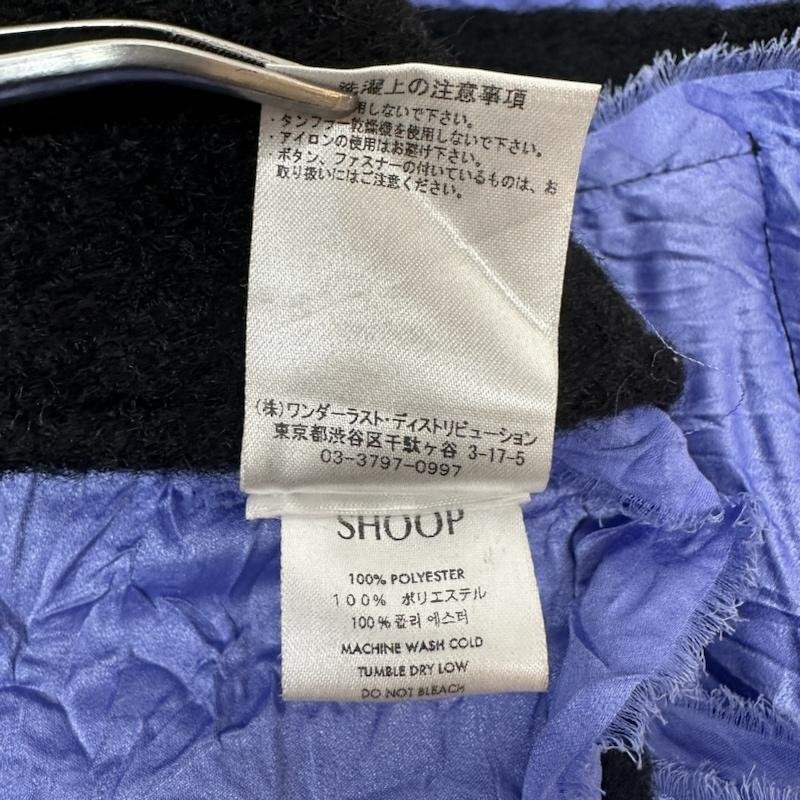 洗濯上の注意事項
用しないで下さい。
・タンブラー乾燥機を使用しないで下さい。
・アイロンの使用はお避け下さい。
・ボタン、ファスナーの付いているものは、お
取り扱いにはご注意ください。
(株)ワンダーラスト・ディストリビューション
東京都渋谷区千駄ヶ谷 3-17-5
03-3797-0997
SHOOP
100% POLYESTER
100% ポリエステル
100%폴리 에스터
MACHINE WASH COLD
TUMBLE DRY LOW
DO NOT BLEACH